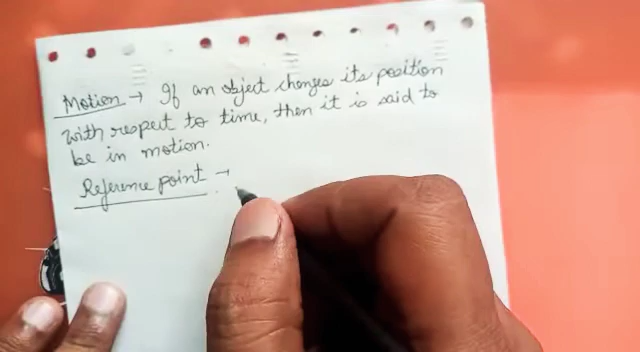 Motion → If an object changes its position
with respect to time, then it is said to
be in motion.
Reference point →